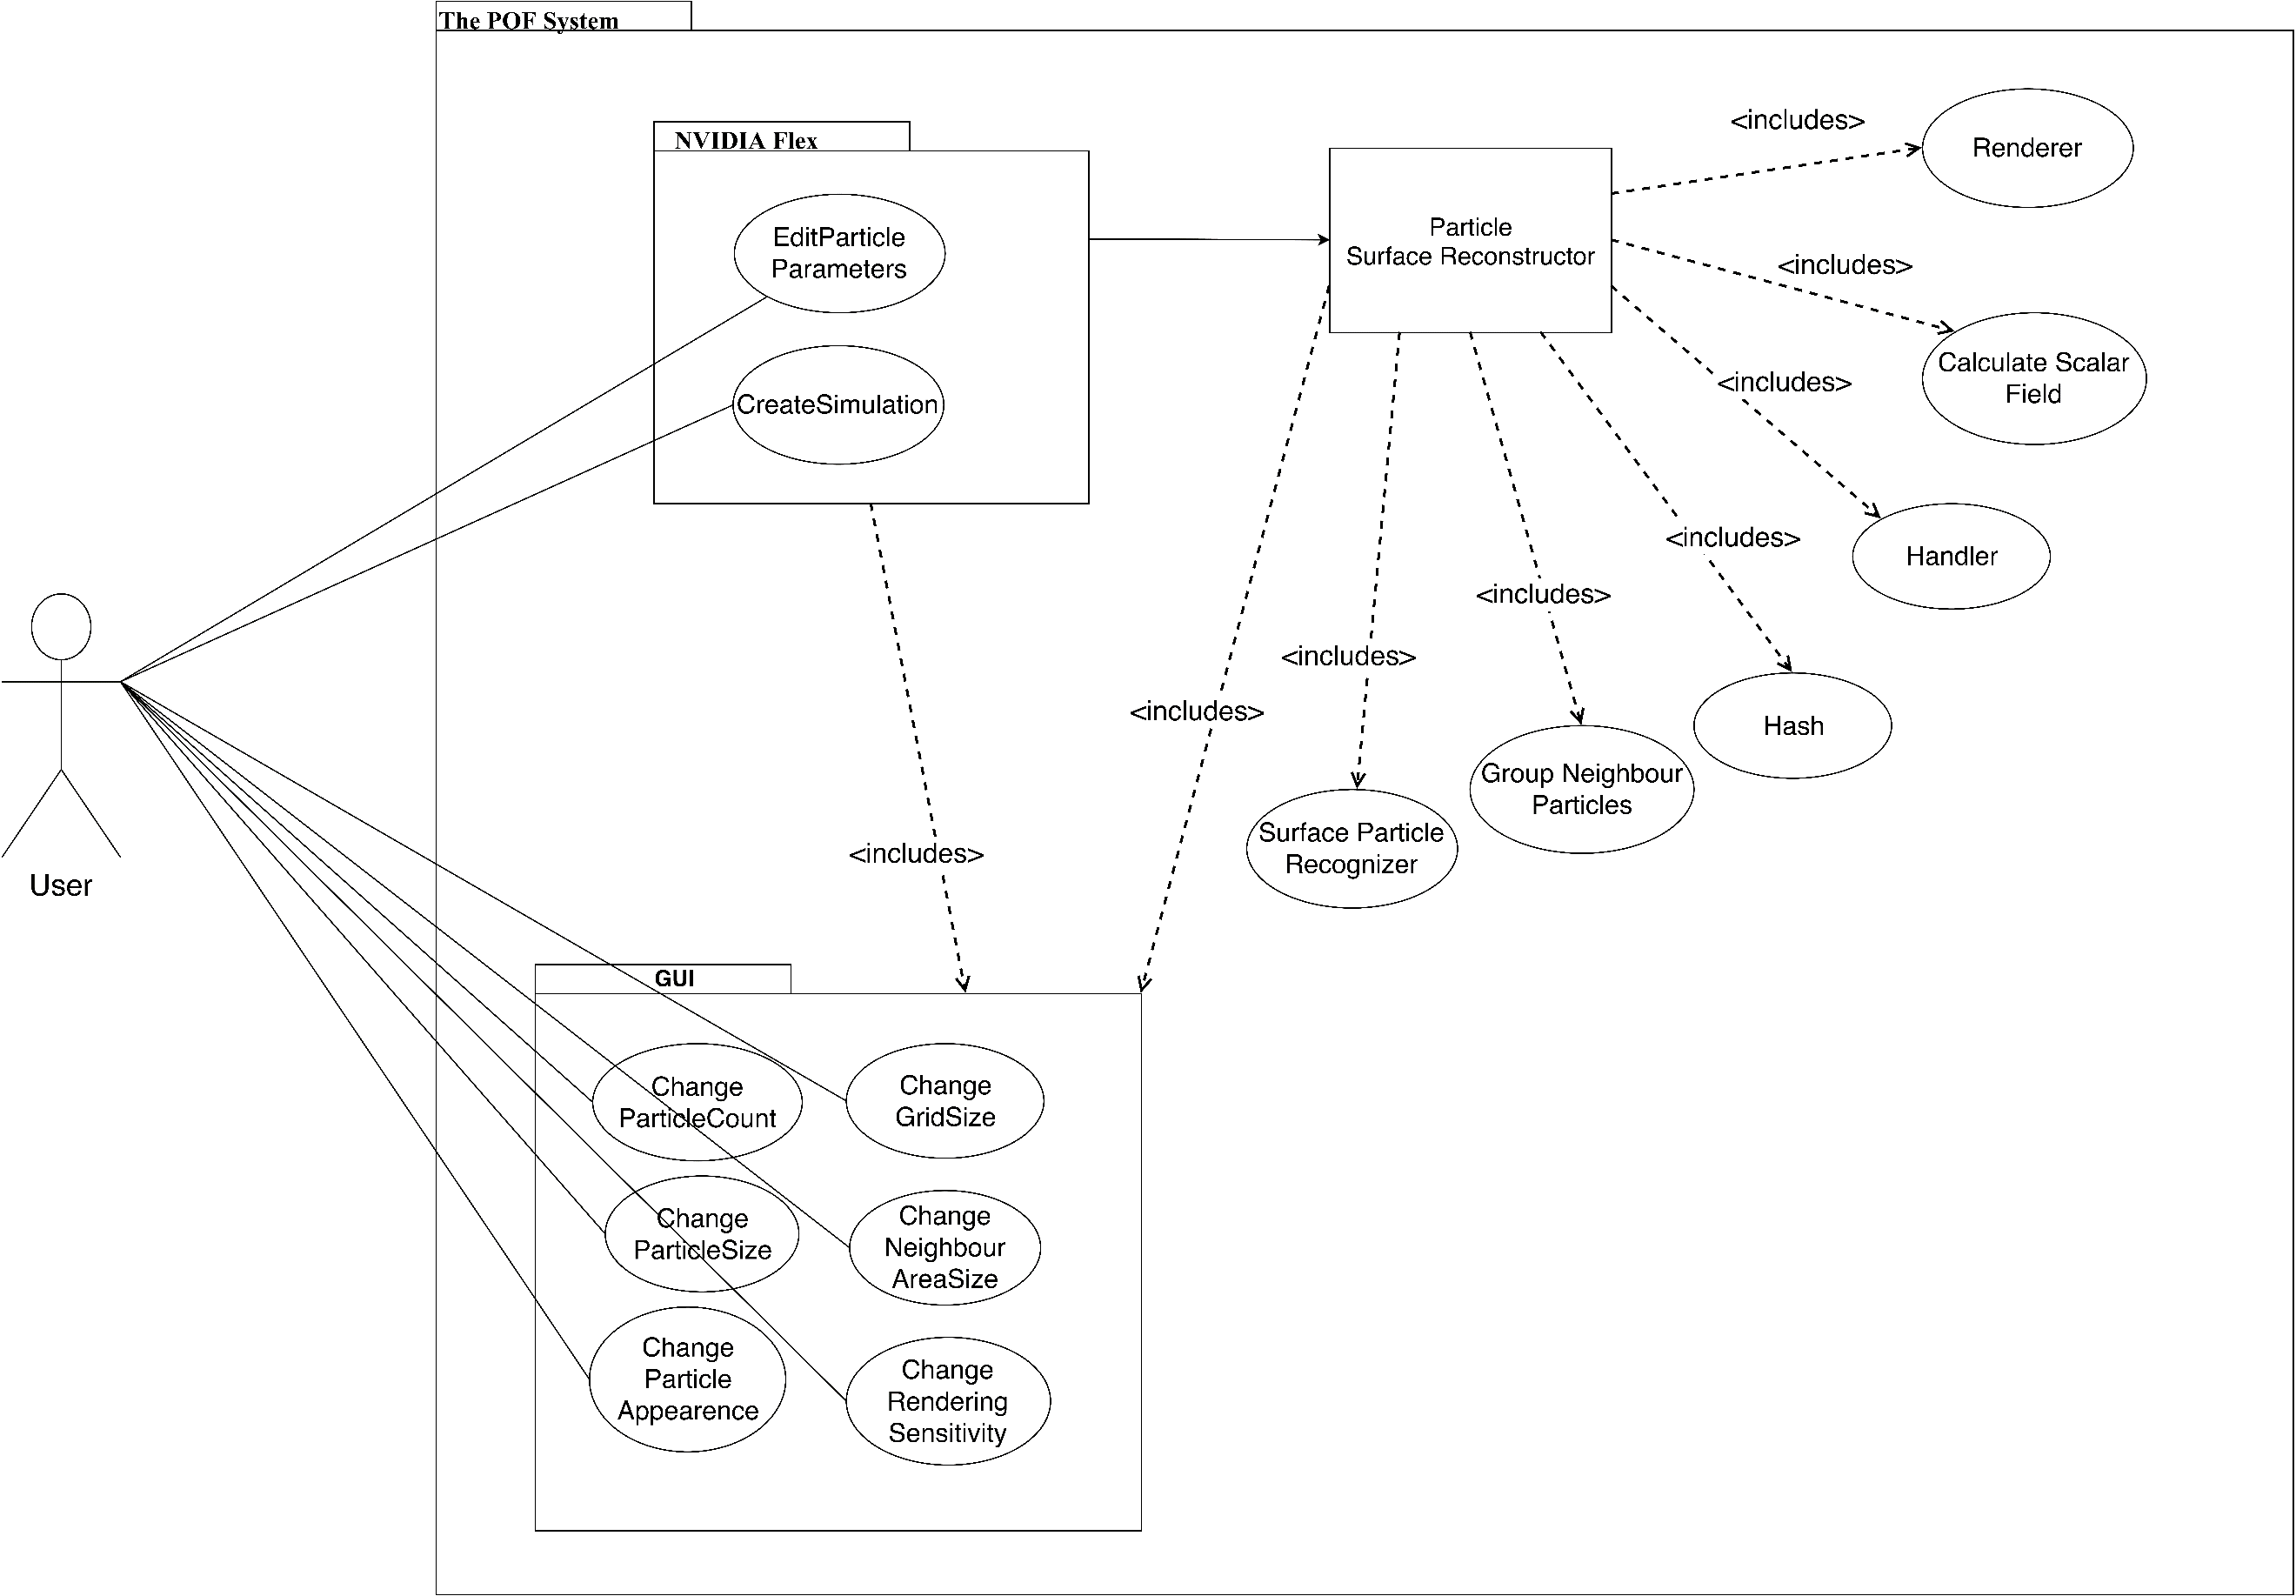 The POF System
NVIDIA Flex
EditParticle
Parameters
CreateSimulation
Particle
Surface Reconstructor
<includes>
Renderer
<includes>
Calculate Scalar
Field
<includes>
Handler
<includes>
Hash
<includes>
Group Neighbour
Particles
<includes>
Surface Particle
Recognizer
<includes>
<includes>
User
GUI
Change
ParticleCount
Change
GridSize
Change
ParticleSize
Change
Neighbour
AreaSize
Change
Particle
Appearence
Change
Rendering
Sensitivity